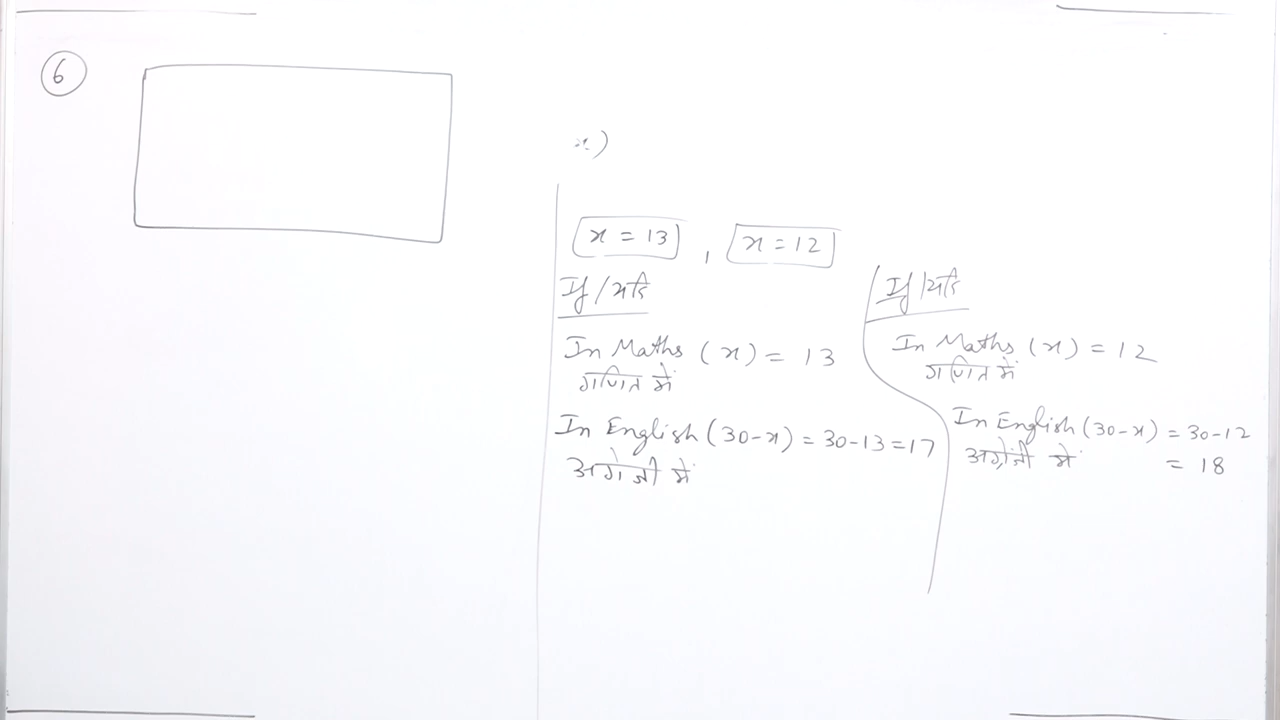 6
x)
x = 13 , x = 12
If / यदि
In Maths (x) = 13
गणित में
In English (30-x) = 30-13 = 17
अंग्रेजी में
If / यदि
In Maths (x) = 12
गणित में
In English (30-x) = 30-12
अंग्रेजी में = 18